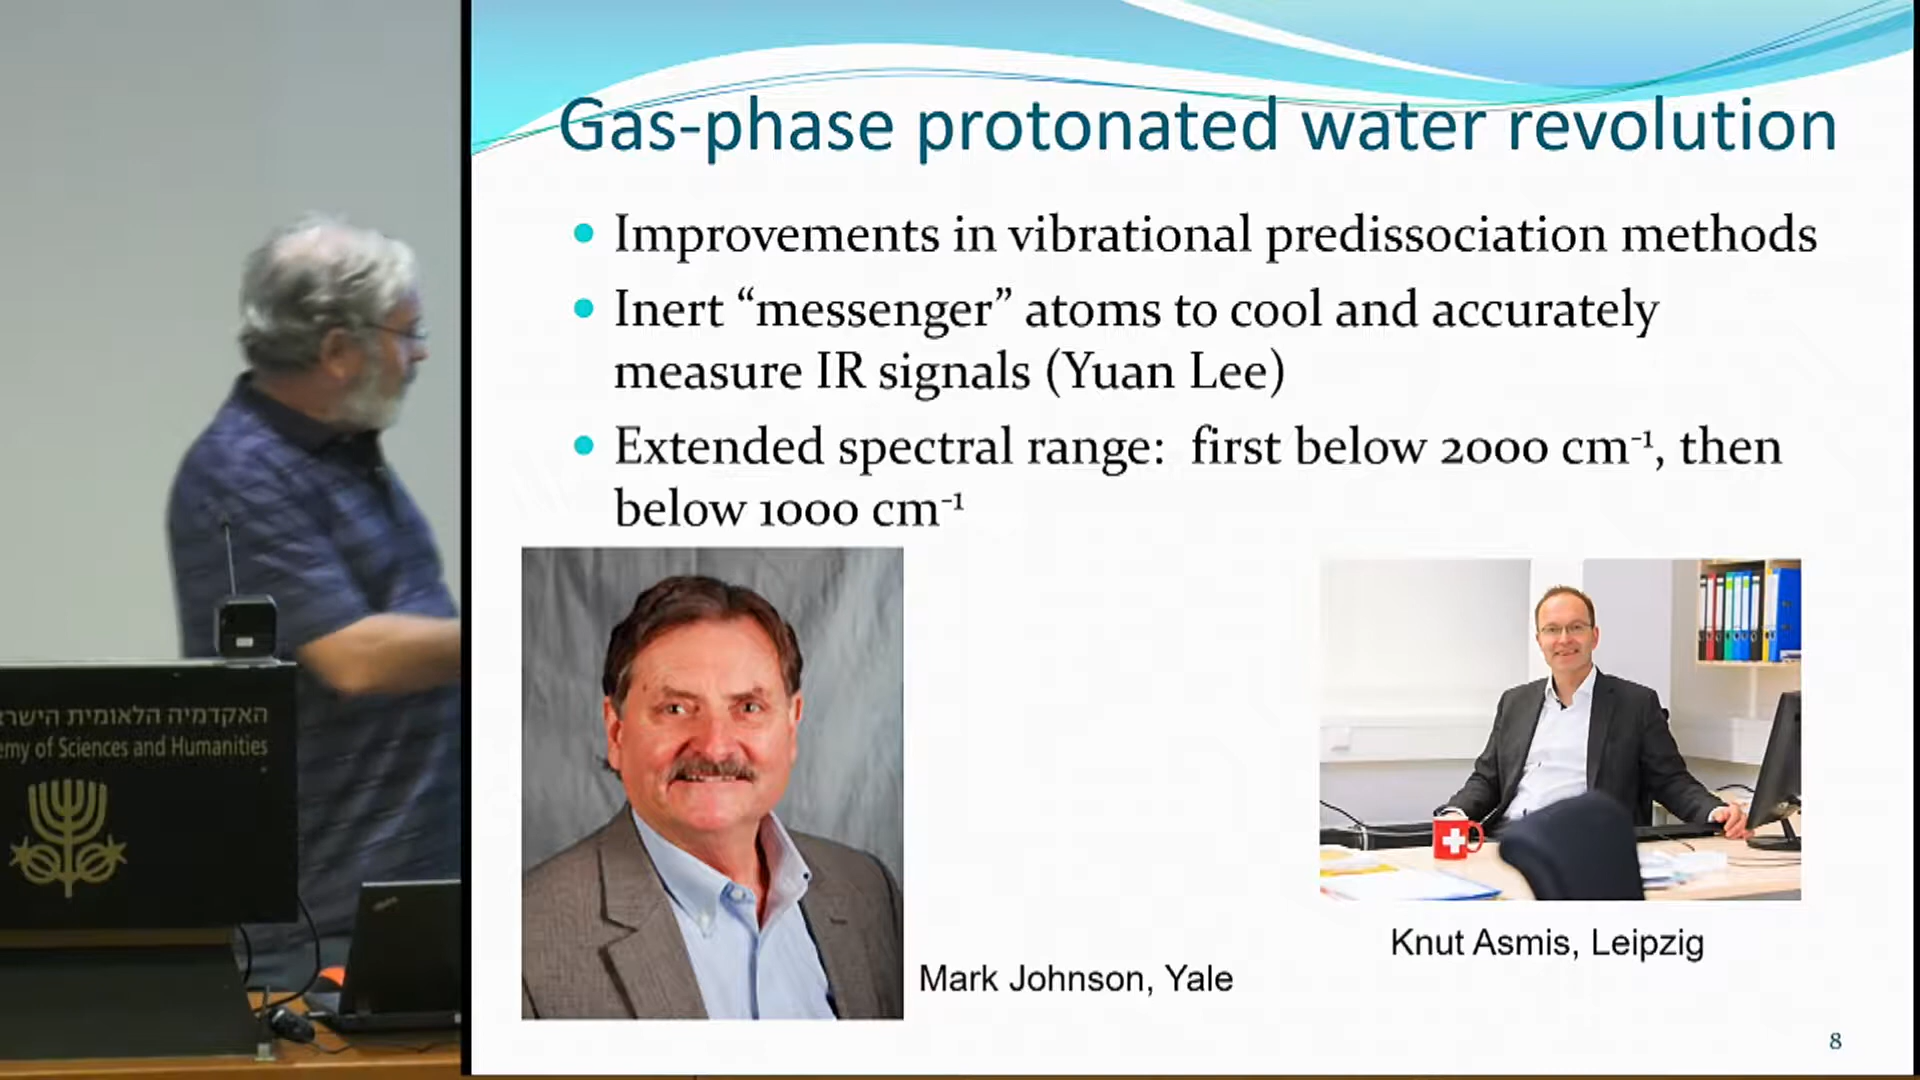 Gas-phase protonated water revolution
Improvements in vibrational predissociation methods
Inert “messenger” atoms to cool and accurately
measure IR signals (Yuan Lee)
Extended spectral range: first below 2000 cm⁻¹, then
below 1000 cm⁻¹
Mark Johnson, Yale
Knut Asmis, Leipzig
8
האקדמיה הלאומית
of Sciences and Humanities